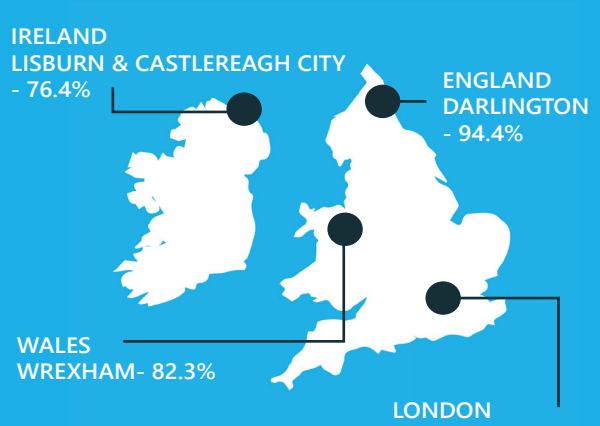 IRELAND
LISBURN & CASTLEREAGH CITY
- 76.4%
ENGLAND
DARLINGTON
- 94.4%
WALES
WREXHAM- 82.3%
LONDON